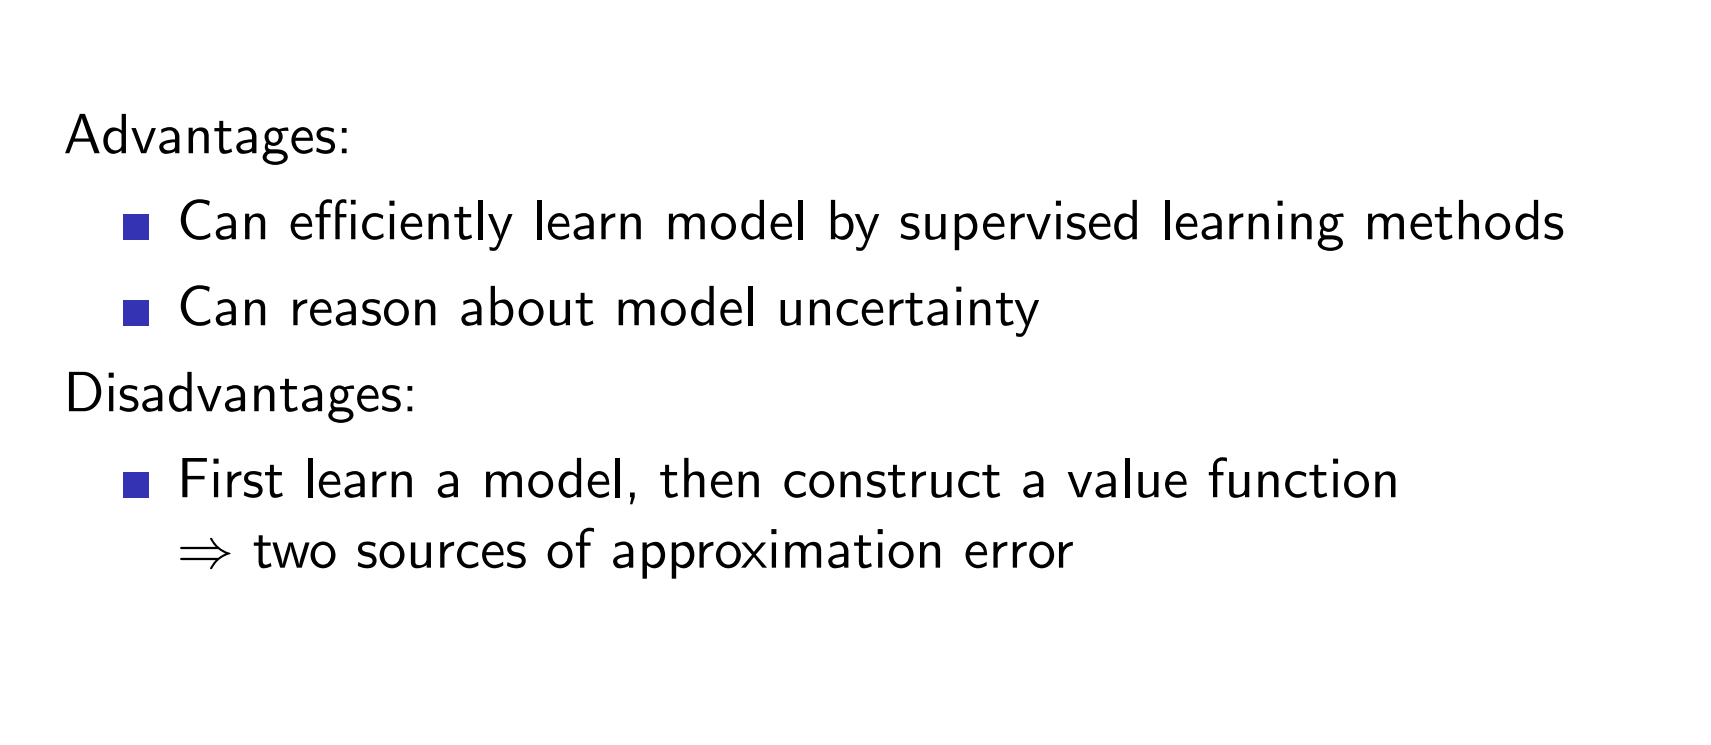 Advantages:
Can efficiently learn model by supervised learning methods
Can reason about model uncertainty
Disadvantages:
First learn a model, then construct a value function
⇒ two sources of approximation error